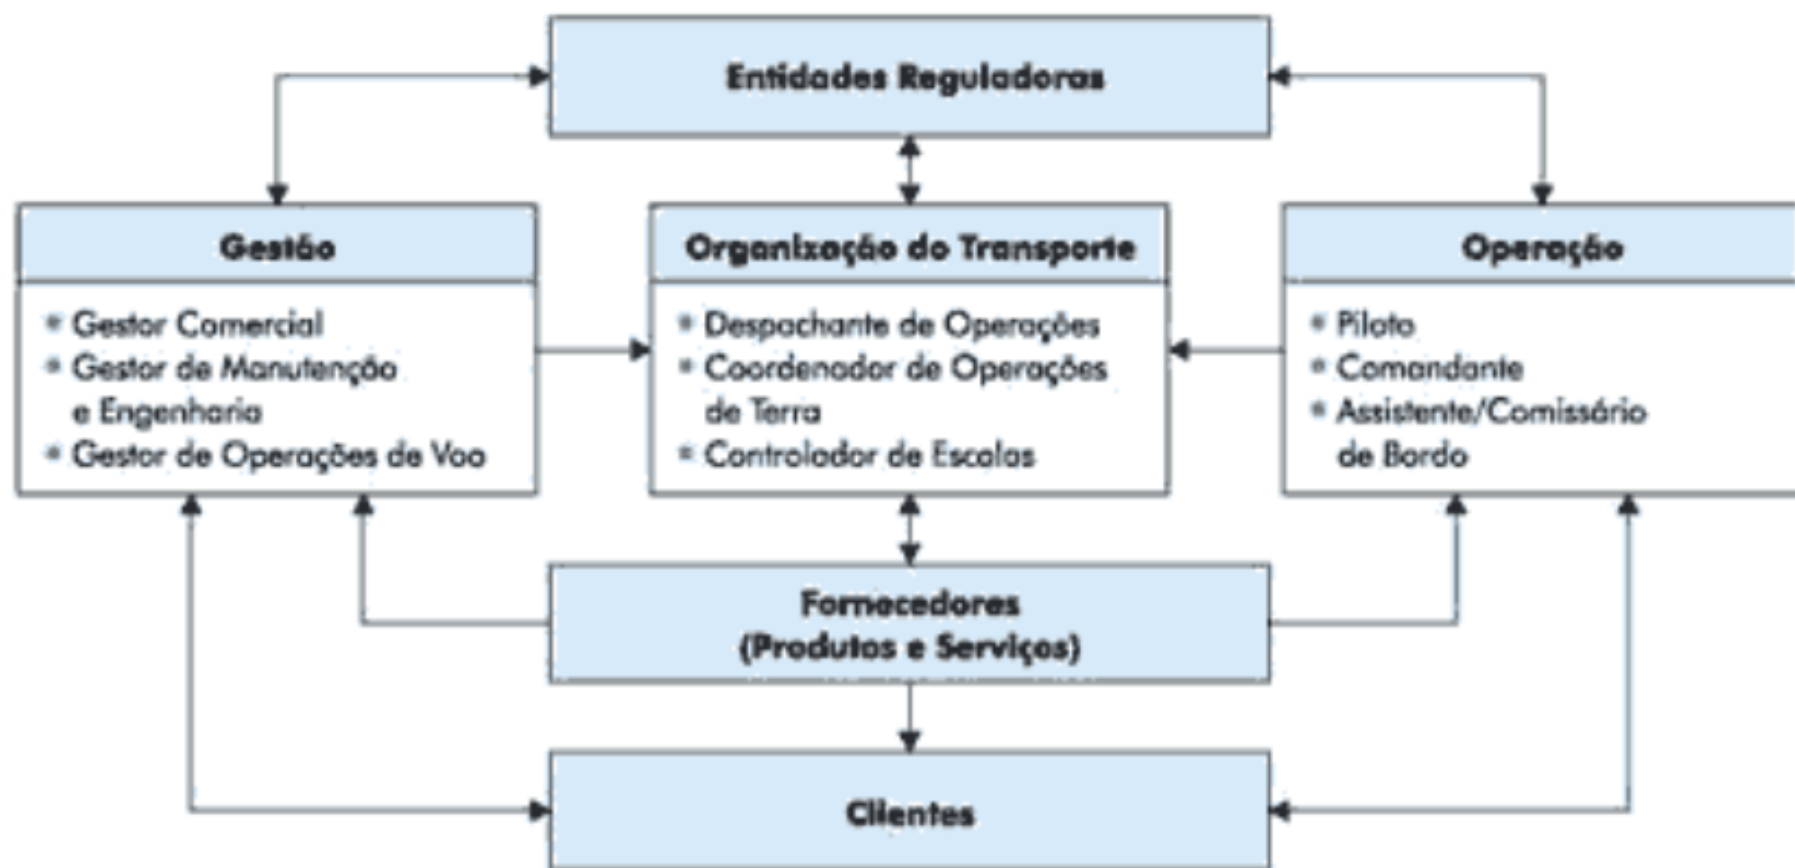 Entidades Reguladoras
Gestão
• Gestor Comercial
• Gestor de Manutenção
e Engenharia
• Gestor de Operações de Voo
Organização do Transporte
• Despachante de Operações
• Coordenador de Operações
de Terra
• Controlador de Escalas
Operação
• Piloto
• Comandante
• Assistente/Comissário
de Bordo
Fornecedores
(Produtos e Serviços)
Clientes